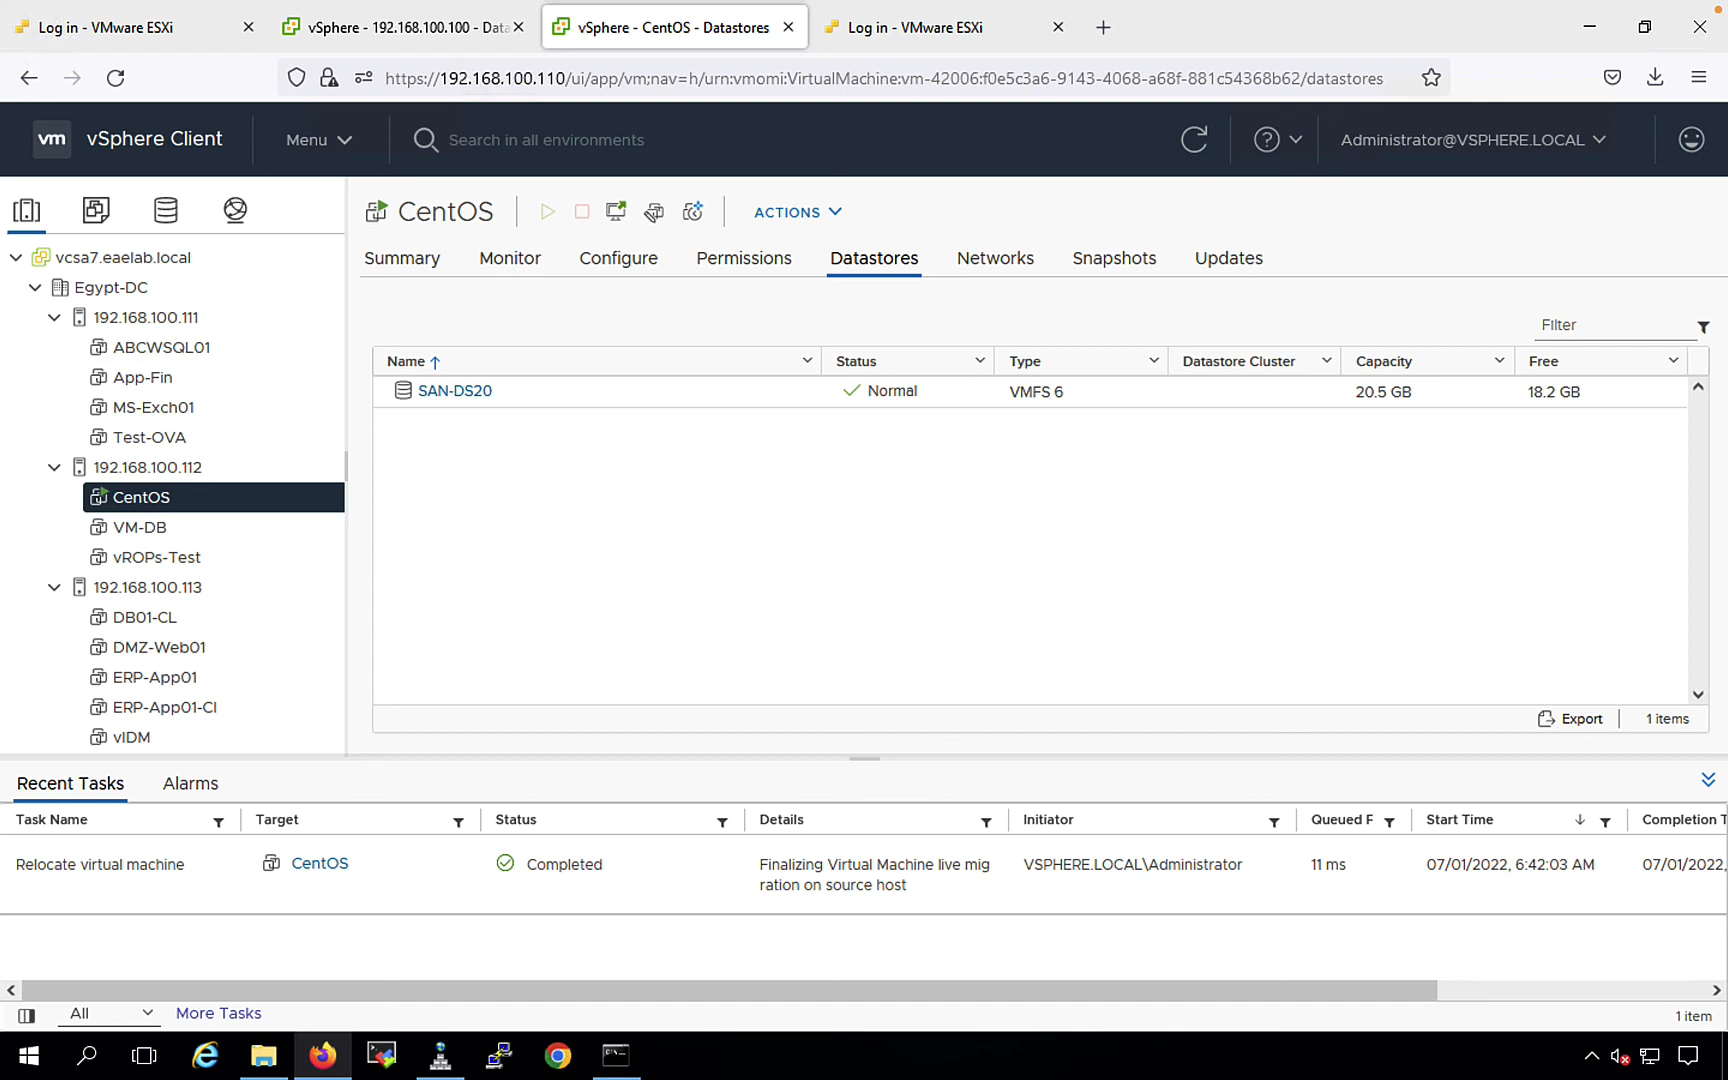 Log in - VMware ESXi
vSphere - 192.168.100.100 - Data
vSphere - CentOS - Datastores
Log in - VMware ESXi
https://192.168.100.110/ui/app/vm;nav=h/urn:vmomi:VirtualMachine:vm-42006:f0e5c3a6-9143-4068-a68f-881c54368b62/datastores
vm vSphere Client
Menu
Search in all environments
Administrator@VSPHERE.LOCAL
CentOS
ACTIONS
Summary Monitor Configure Permissions Datastores Networks Snapshots Updates
vcsa7.eaelab.local
Egypt-DC
192.168.100.111
ABCWSQL01
App-Fin
MS-Exch01
Test-OVA
192.168.100.112
CentOS
VM-DB
vROPs-Test
192.168.100.113
DB01-CL
DMZ-Web01
ERP-App01
ERP-App01-Cl
vIDM
Filter
Name Status Type Datastore Cluster Capacity Free
SAN-DS20 Normal VMFS 6 20.5 GB 18.2 GB
Export 1 items
Recent Tasks Alarms
Task Name Target Status Details Initiator Queued F Start Time Completion T
Relocate virtual machine CentOS Completed Finalizing Virtual Machine live mig VSPHERE.LOCAL\Administrator 11 ms 07/01/2022, 6:42:03 AM 07/01/2022,
ration on source host
All More Tasks 1 item